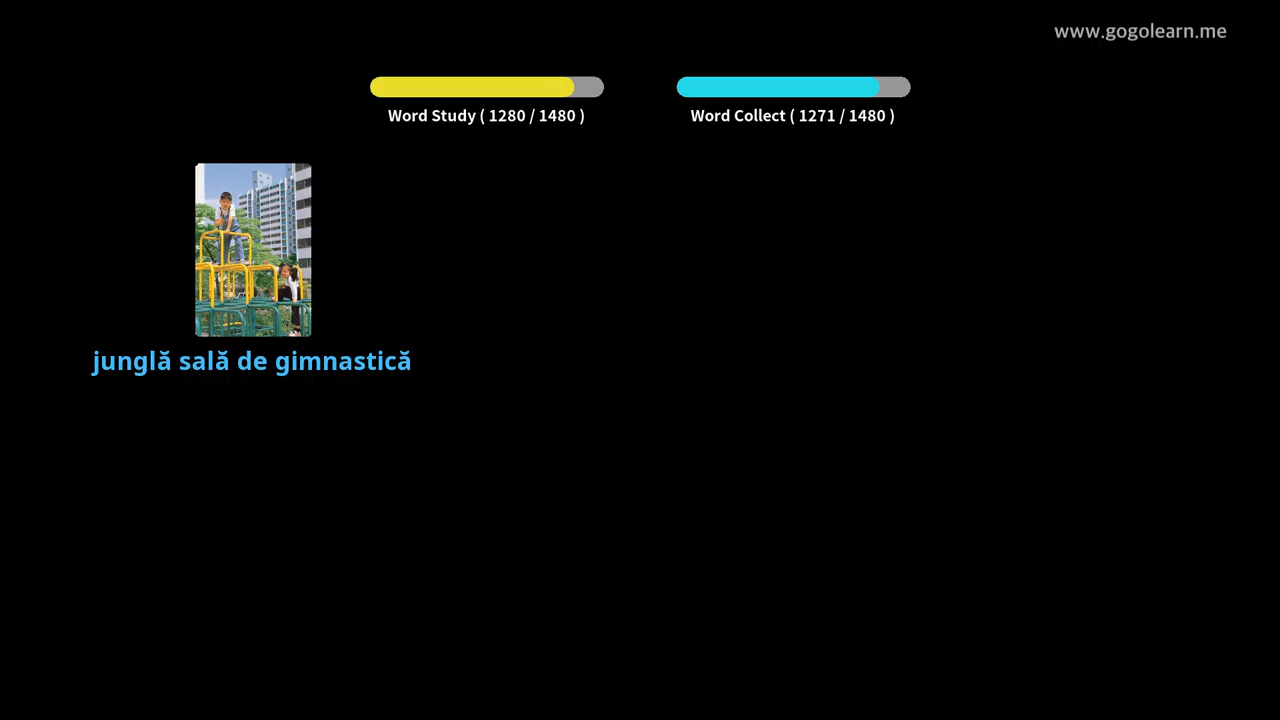 www.gogolearn.me
Word Study ( 1280 / 1480 )
Word Collect ( 1271 / 1480 )
junglă sală de gimnastică